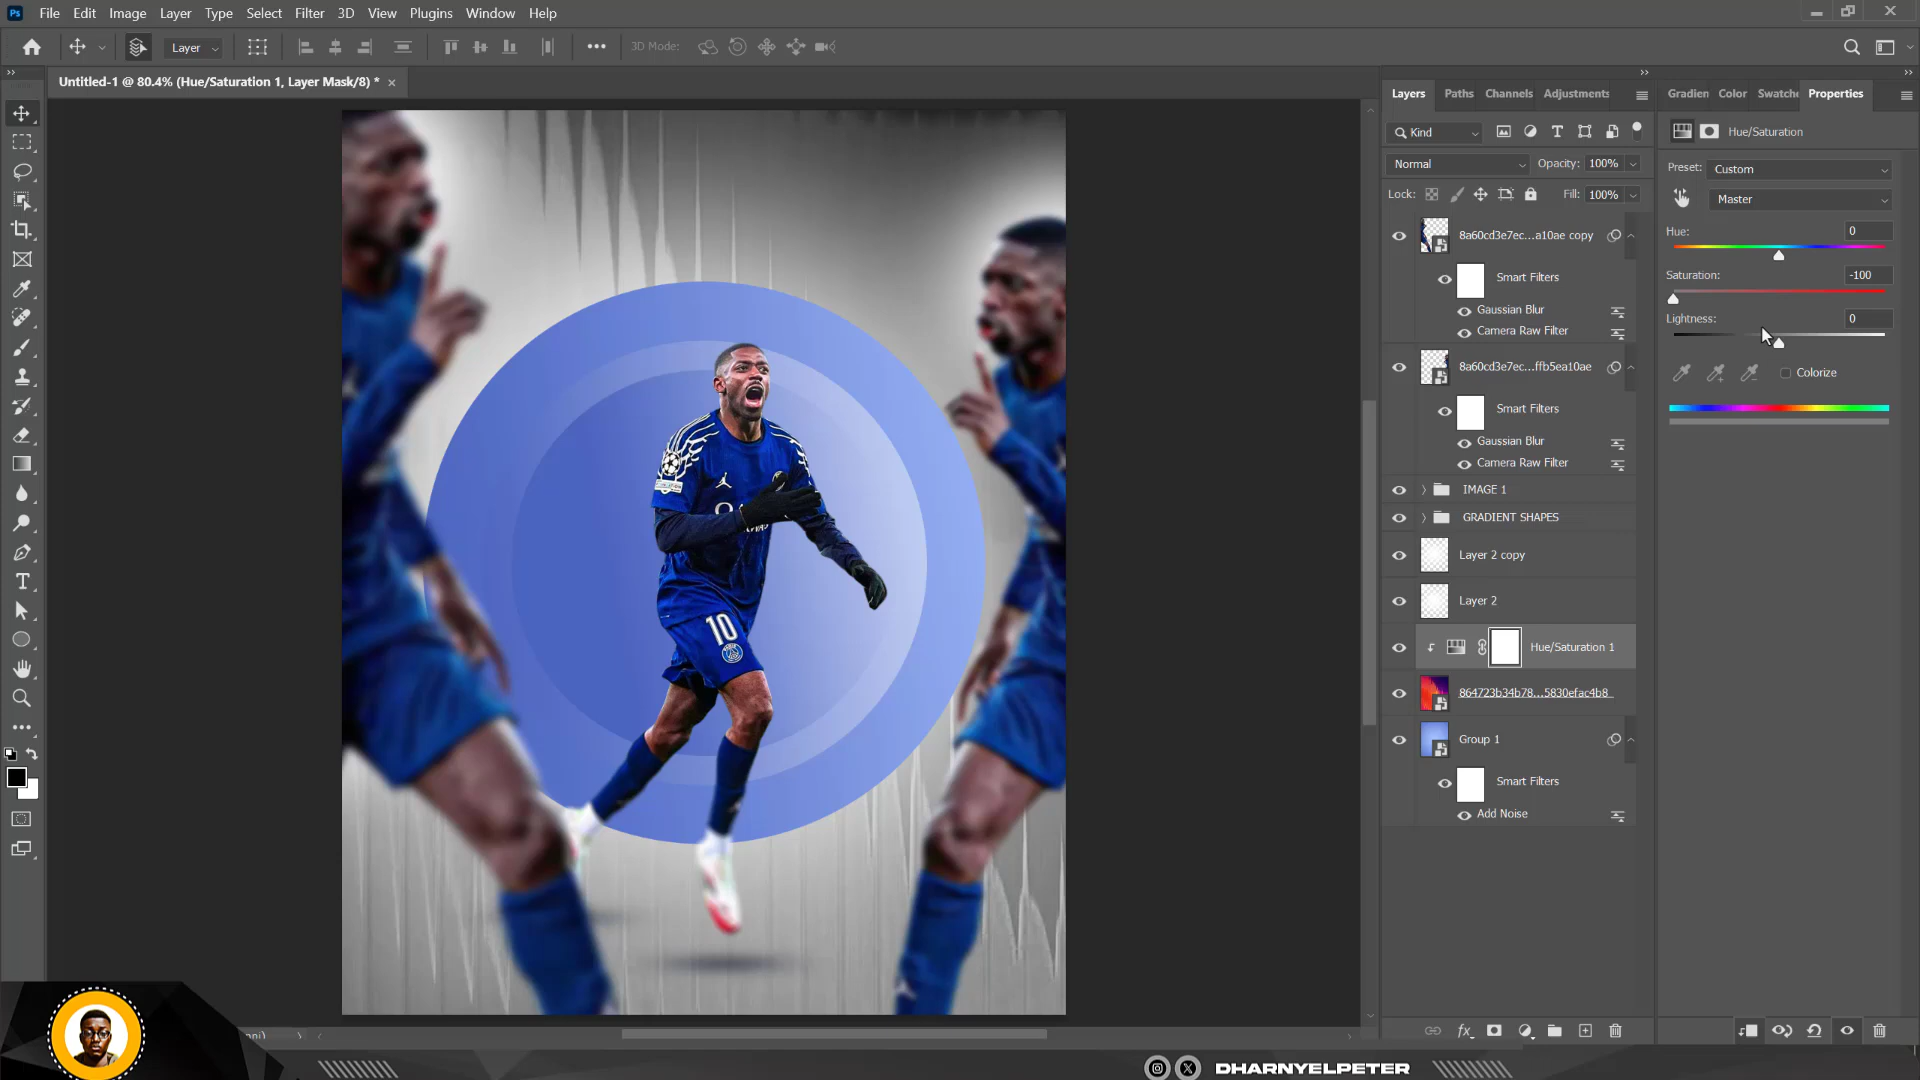 Ps File Edit Image Layer Type Select Filter 3D View Plugins Window Help
Layer 3D Mode:
Untitled-1 @ 80.4% (Hue/Saturation 1, Layer Mask/8) * ×
Layers Paths Channels Adjustments
Gradien Color Swatche Properties
Kind
Hue/Saturation
Normal Opacity: 100%
Preset: Custom
Lock: Fill: 100%
Master
8a60cd3e7ec...a10ae copy
Hue: 0
Smart Filters
Saturation: -100
Gaussian Blur
Lightness: 0
Camera Raw Filter
8a60cd3e7ec...ffb5ea10ae
Colorize
Smart Filters
Gaussian Blur
Camera Raw Filter
IMAGE 1
GRADIENT SHAPES
Layer 2 copy
Layer 2
Hue/Saturation 1
864723b34b78...5830efac4b8
Group 1
Smart Filters
Add Noise
10
DHARNYELPETER